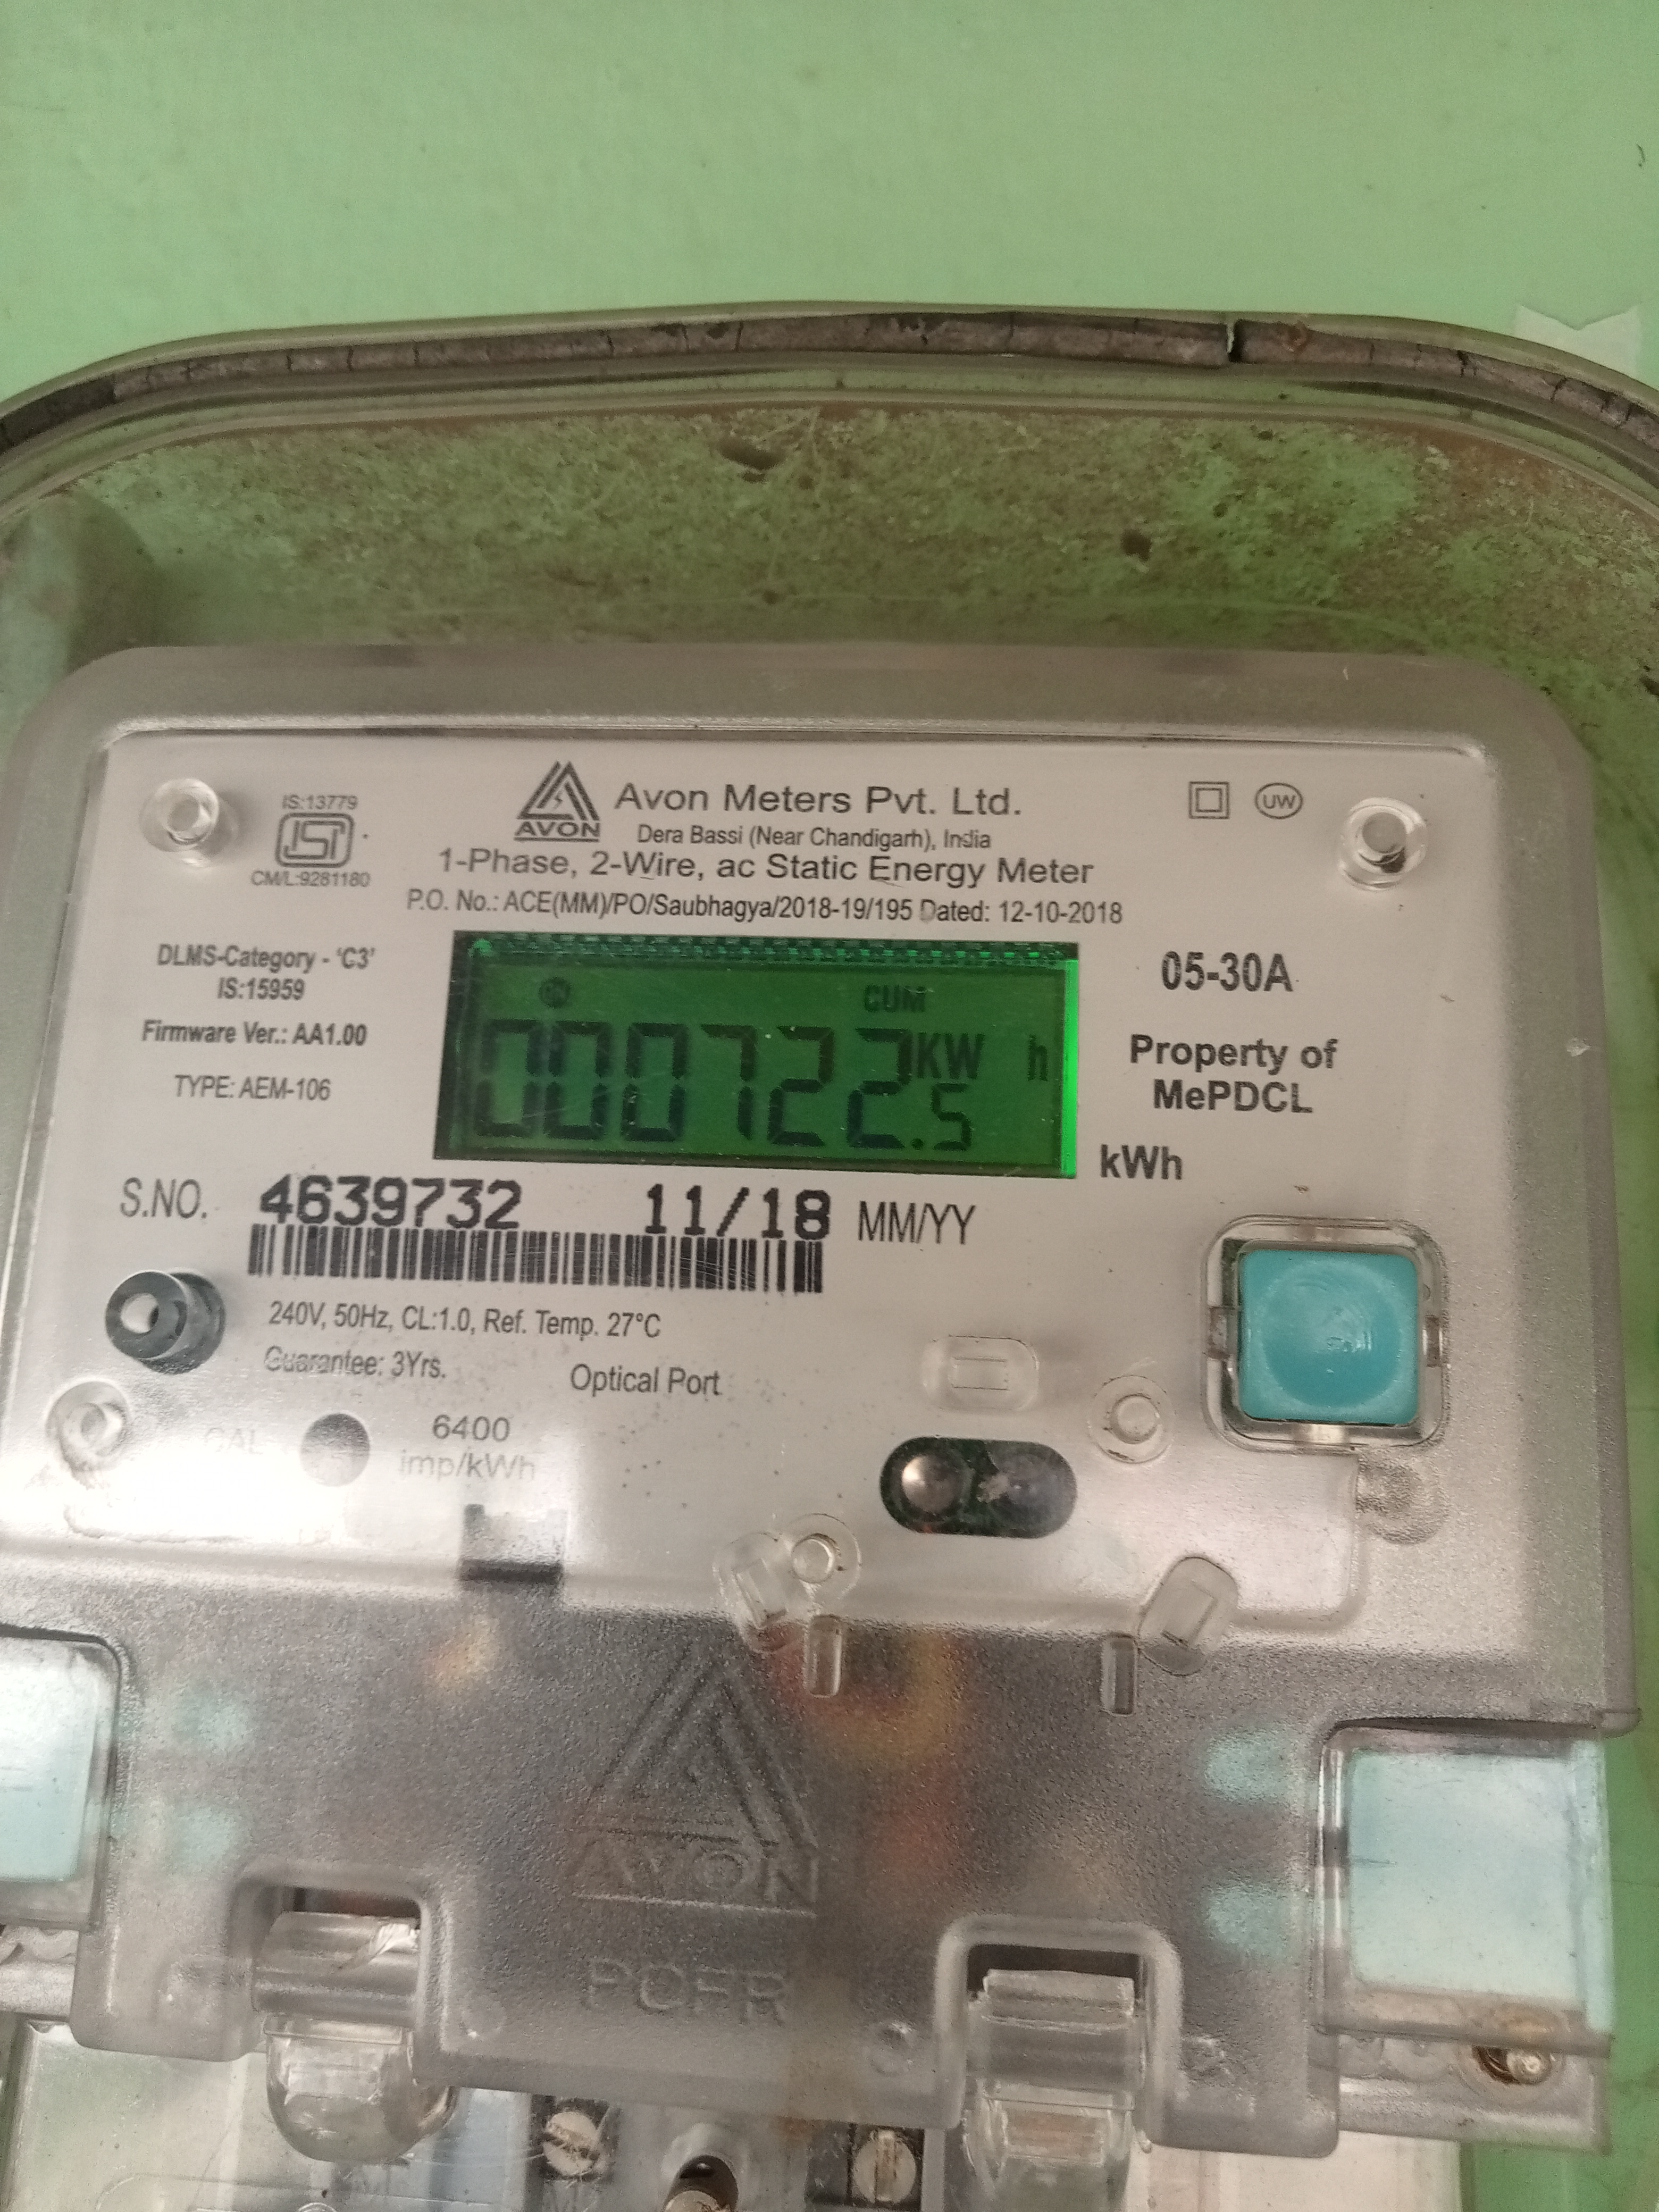 IS:13779
ISI
CM/L:9281180
AVON
Avon Meters Pvt. Ltd.
Dera Bassi (Near Chandigarh), India
1-Phase, 2-Wire, ac Static Energy Meter
P.O. No.: ACE(MM)/PO/Saubhagya/2018-19/195 Dated: 12-10-2018
UW
DLMS-Category - 'C3'
IS:15959
Firmware Ver.: AA1.00
TYPE: AEM-106
CUM
000722.5 KW h
05-30A
Property of
MePDCL
kWh
S.NO. 4639732 11/18 MM/YY
240V, 50Hz, CL:1.0, Ref. Temp. 27°C
Guarantee: 3Yrs.
Optical Port
CAL
6400
imp/kWh
AVON